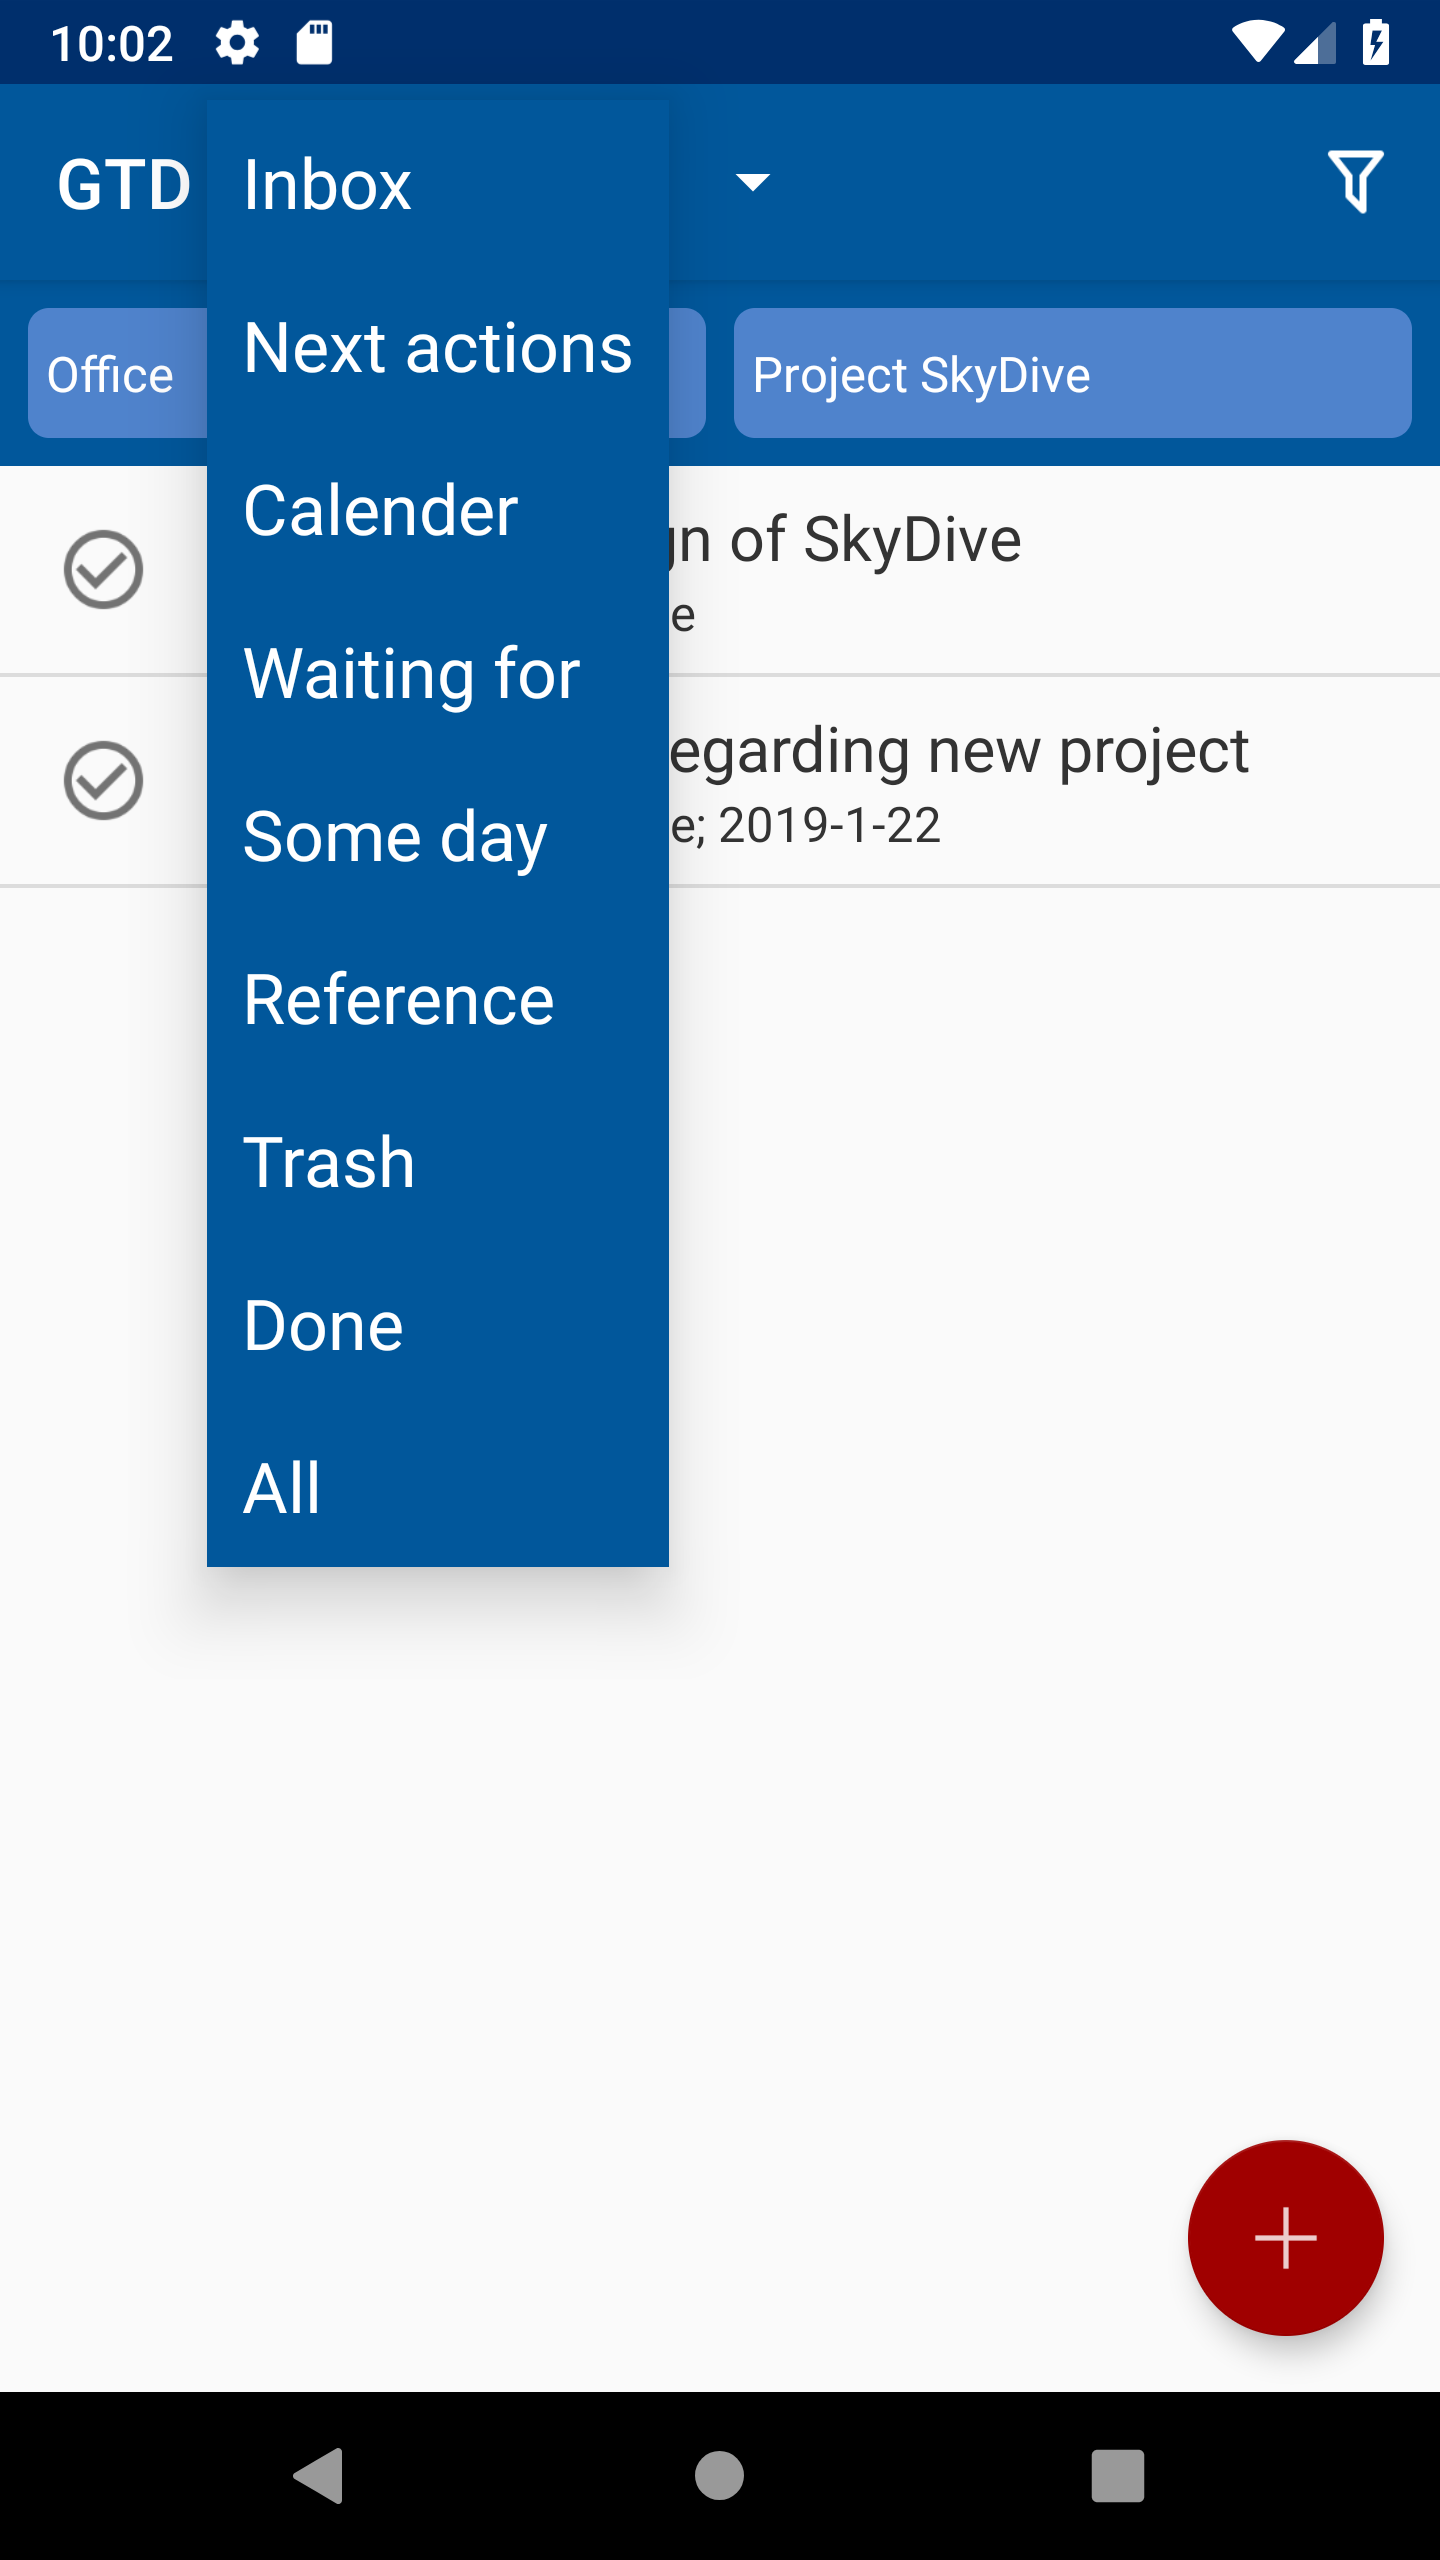 10:02
GTD
Inbox
Next actions
Calender
Waiting for
Some day
Reference
Trash
Done
All
Office
Project SkyDive
of SkyDive
new project
2019-1-22